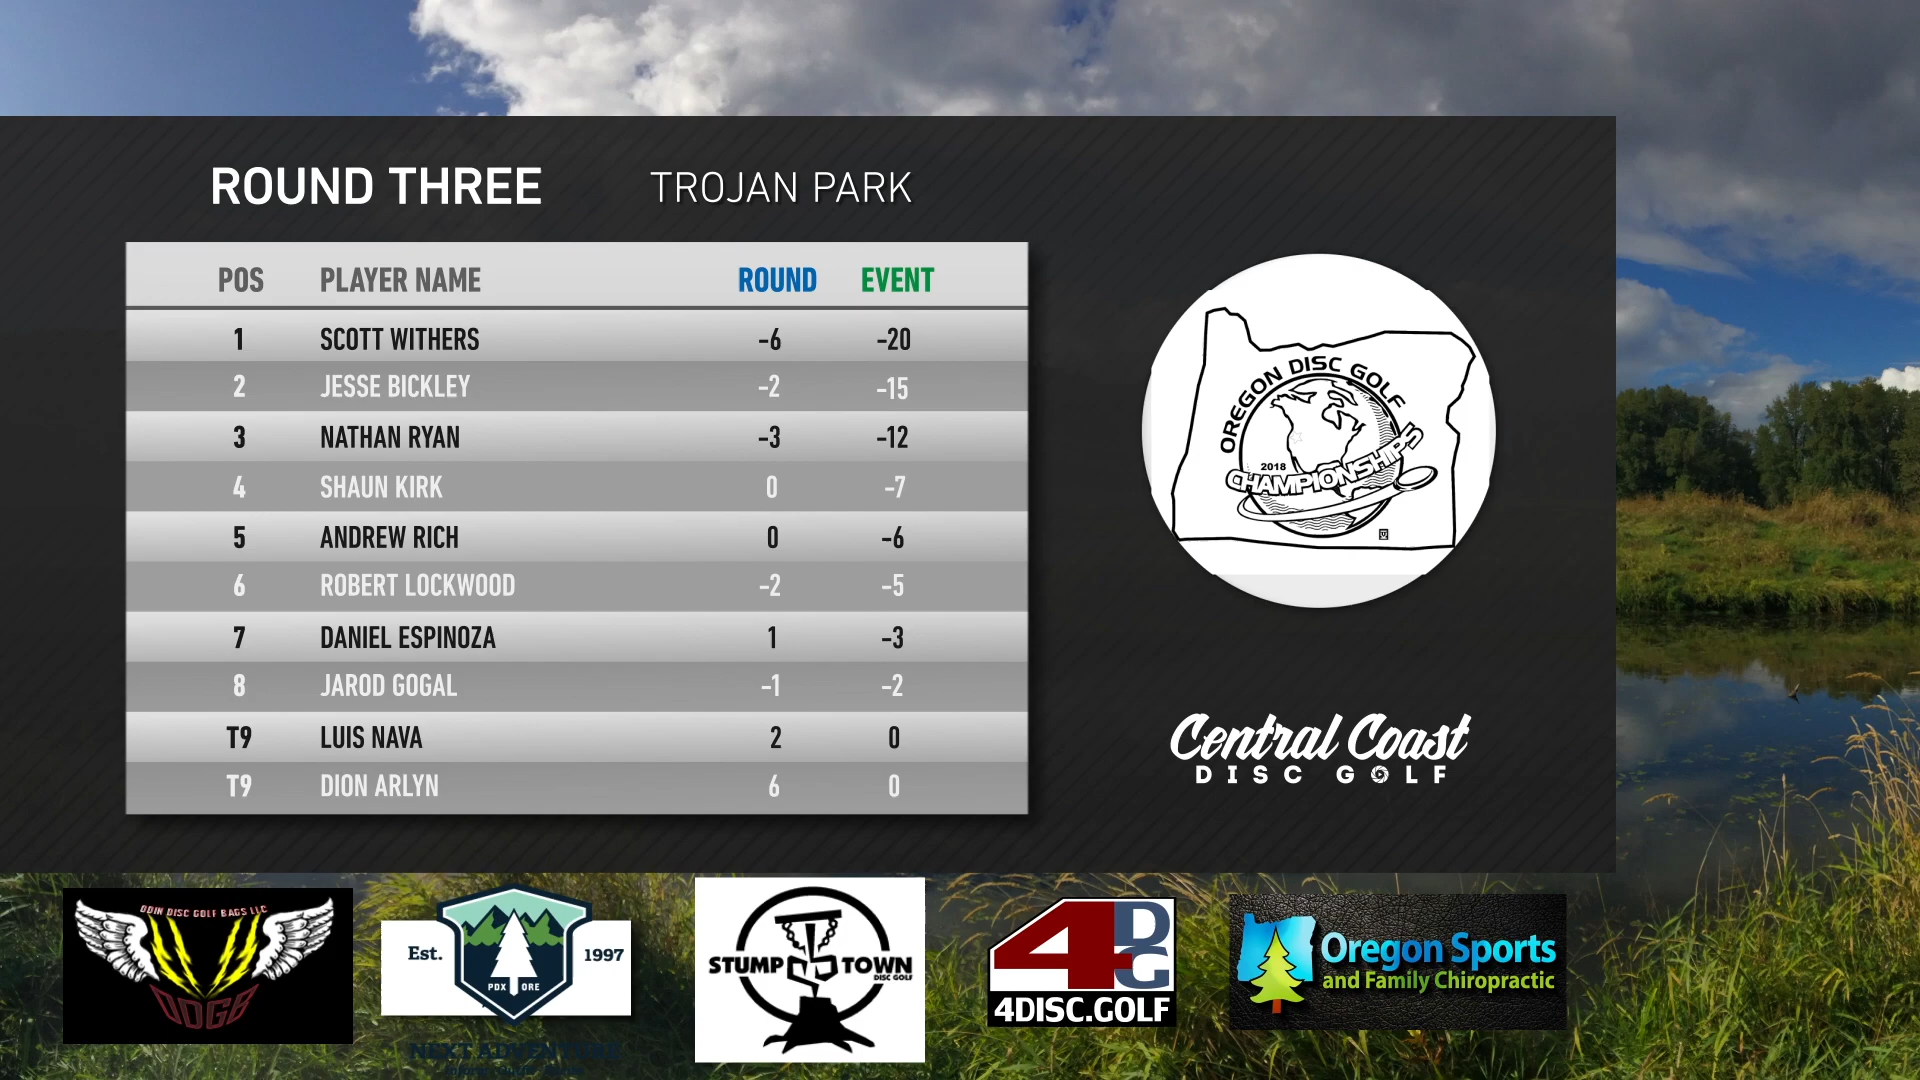 ROUND THREE TROJAN PARK
POS PLAYER NAME ROUND EVENT
1 SCOTT WITHERS -6 -20
2 JESSE BICKLEY -2 -15
3 NATHAN RYAN -3 -12
4 SHAUN KIRK 0 -7
5 ANDREW RICH 0 -6
6 ROBERT LOCKWOOD -2 -5
7 DANIEL ESPINOZA 1 -3
8 JAROD GOGAL -1 -2
T9 LUIS NAVA 2 0
T9 DION ARLYN 6 0
OREGON DISC GOLF
2018
CHAMPIONSHIPS
Central Coast
DISC GOLF
ODIN DISC GOLF BAGS LLC
ODGB
Est. 1997
PDX ORE
NEXT ADVENTURE
STUMP TOWN
DISC GOLF
4DG
4DISC.GOLF
Oregon Sports
and Family Chiropractic